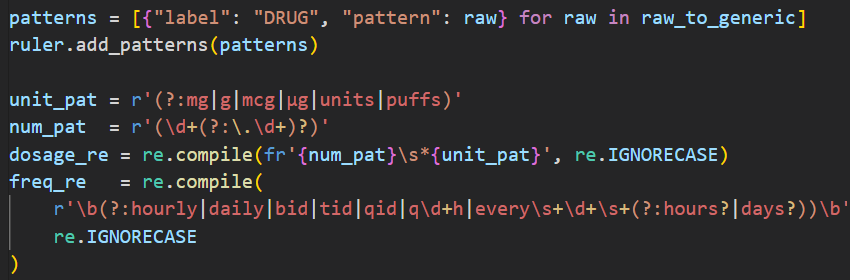 patterns = [{"label": "DRUG", "pattern": raw} for raw in raw_to_generic]
ruler.add_patterns(patterns)
unit_pat = r'(?:mg|g|mcg|µg|units|puffs)'
num_pat  = r'(\d+(?:\.\d+)?)'
dosage_re = re.compile(fr'{num_pat}\s*{unit_pat}', re.IGNORECASE)
freq_re   = re.compile(
    r'\b(?:hourly|daily|bid|tid|qid|q\d+h|every\s+\d+\s+(?:hours?|days?))\b'
    re.IGNORECASE
)